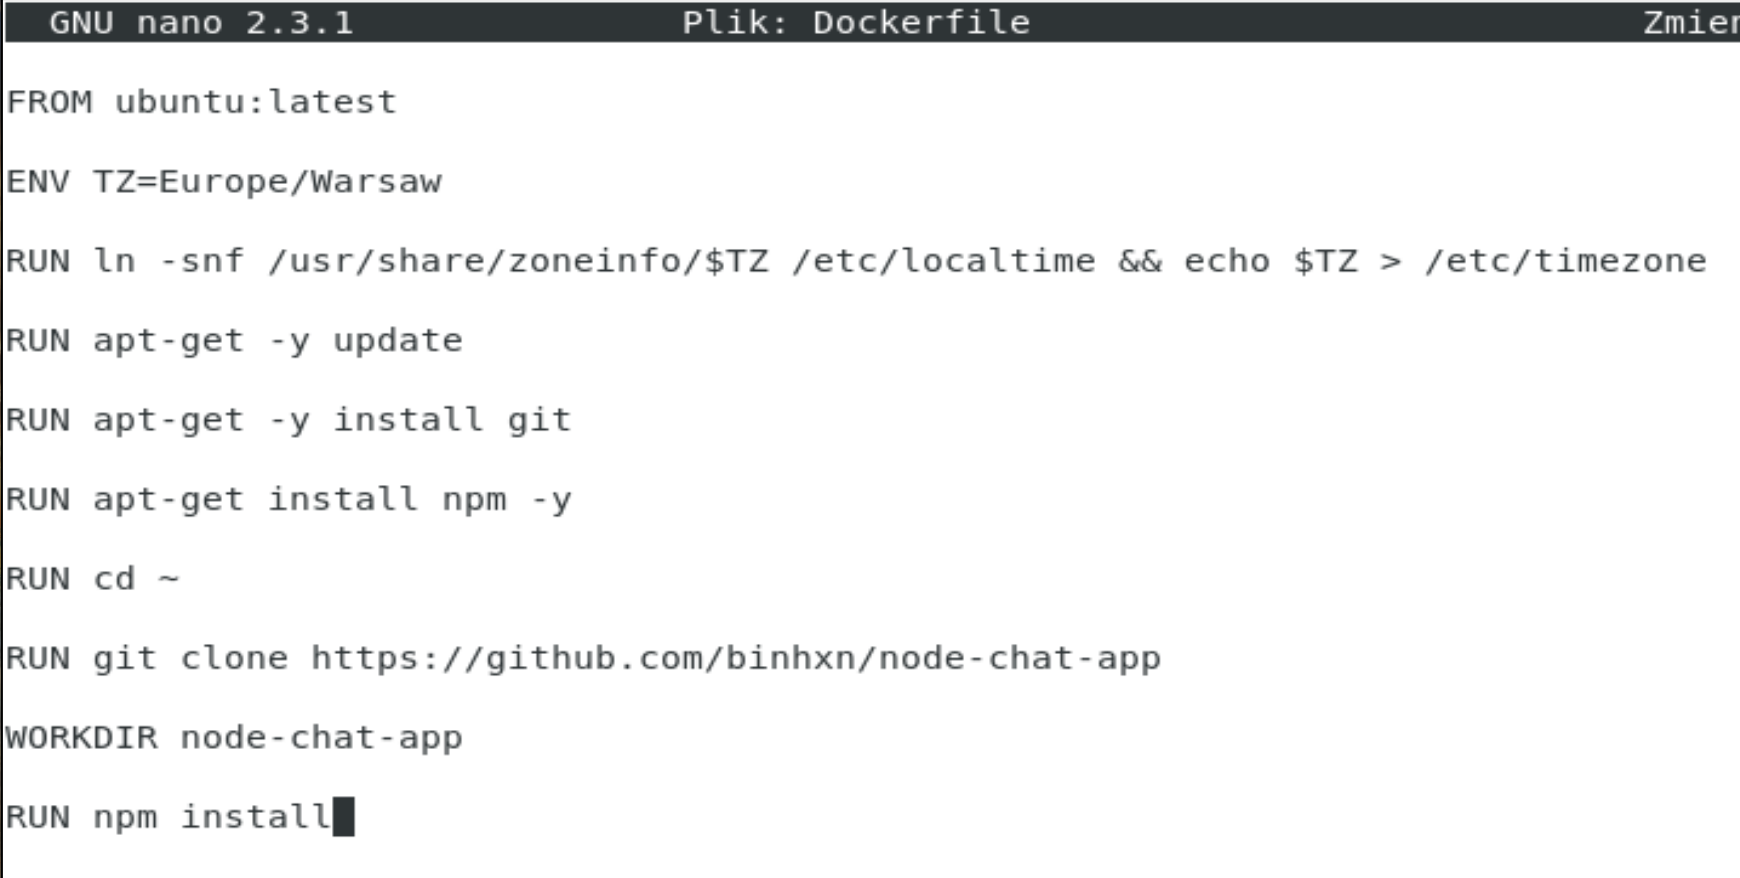 GNU nano 2.3.1 Plik: Dockerfile Zmien
FROM ubuntu:latest
ENV TZ=Europe/Warsaw
RUN ln -snf /usr/share/zoneinfo/$TZ /etc/localtime && echo $TZ > /etc/timezone
RUN apt-get -y update
RUN apt-get -y install git
RUN apt-get install npm -y
RUN cd ~
RUN git clone https://github.com/binhxn/node-chat-app
WORKDIR node-chat-app
RUN npm install